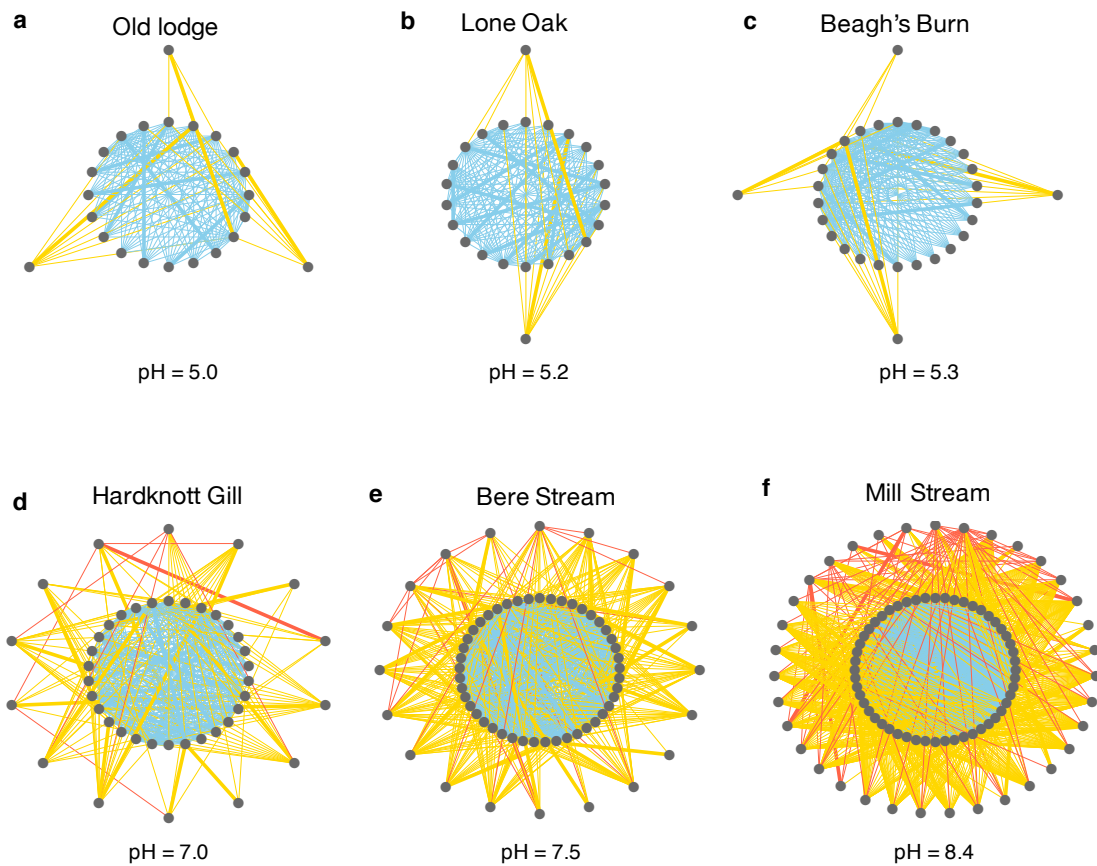 a
Old lodge
b
Lone Oak
c
Beagh's Burn
pH = 5.0
pH = 5.2
pH = 5.3
d
Hardknott Gill
e
Bere Stream
f
Mill Stream
pH = 7.0
pH = 7.5
pH = 8.4